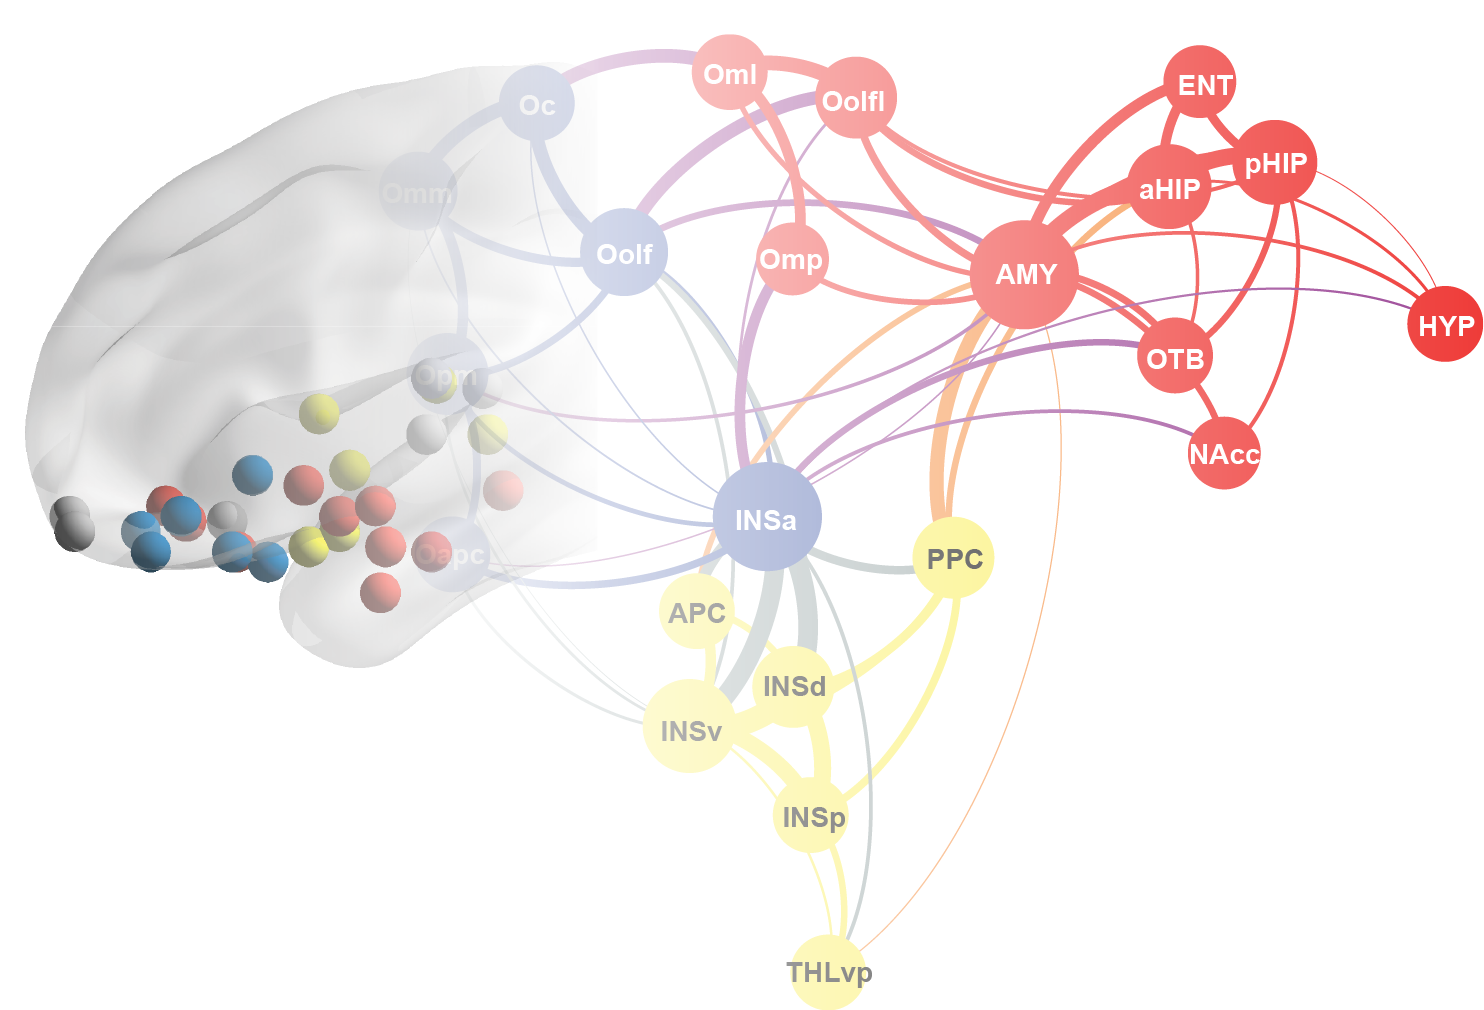 Oml
ENT
Oolfl
Oc
pHIP
aHIP
Omm
Oolf
Omp
AMY
HYP
OTB
Opm
NAcc
INSa
Oapc
PPC
APC
INSd
INSv
INSp
THLvp